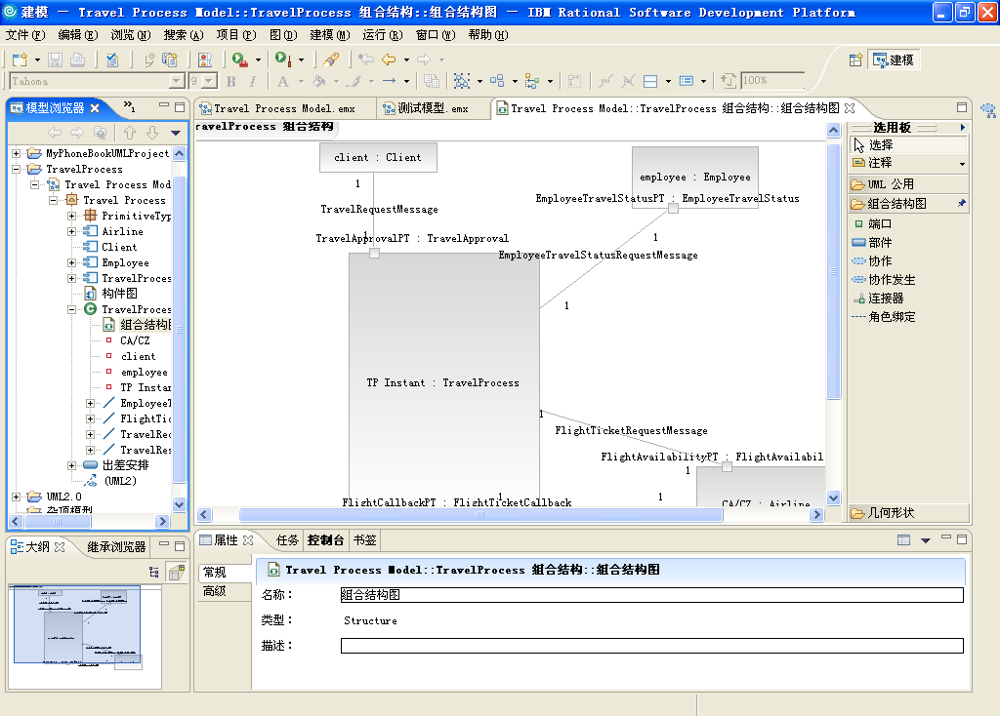 建模 - Travel Process Model::TravelProcess 组合结构::组合结构图 - IBM Rational Software Development Platform
文件(F) 编辑(E) 浏览(N) 搜索(A) 项目(P) 图(D) 建模(M) 运行(R) 窗口(W) 帮助(H)
建模
Tahoma 9 B I A 100%
模型浏览器 »1
Travel Process Model.emx 测试模型.emx Travel Process Model::TravelProcess 组合结构::组合结构图
MyPhoneBookUMLProject
TravelProcess
Travel Process Mod
Travel Process
PrimitiveTyp
Airline
Client
Employee
TravelProces
构件图
TravelProces
组合结构图
CA/CZ
client
employee
TP Instan
EmployeeT
FlightTic
TravelRec
TravelRes
出差安排
(UML2)
UML2.0
杂项模型
ravelProcess 组合结构
client : Client
1
TravelRequestMessage
1
TravelApprovalPT : TravelApproval
employee : Employee
EmployeeTravelStatusPT : EmployeeTravelStatus
1
EmployeeTravelStatusRequestMessage
1
TP Instant : TravelProcess
1
FlightTicketRequestMessage
FlightAvailabilityPT : FlightAvailabil
1
1
1
CA/CZ : Airline
FlightCallbackPT : FlightTicketCallback
选用板
选择
注释
UML 公用
组合结构图
端口
部件
协作
协作发生
连接器
角色绑定
几何形状
大纲 继承浏览器
属性 任务 控制台 书签
常规
高级
Travel Process Model::TravelProcess 组合结构::组合结构图
名称： 组合结构图
类型： Structure
描述：